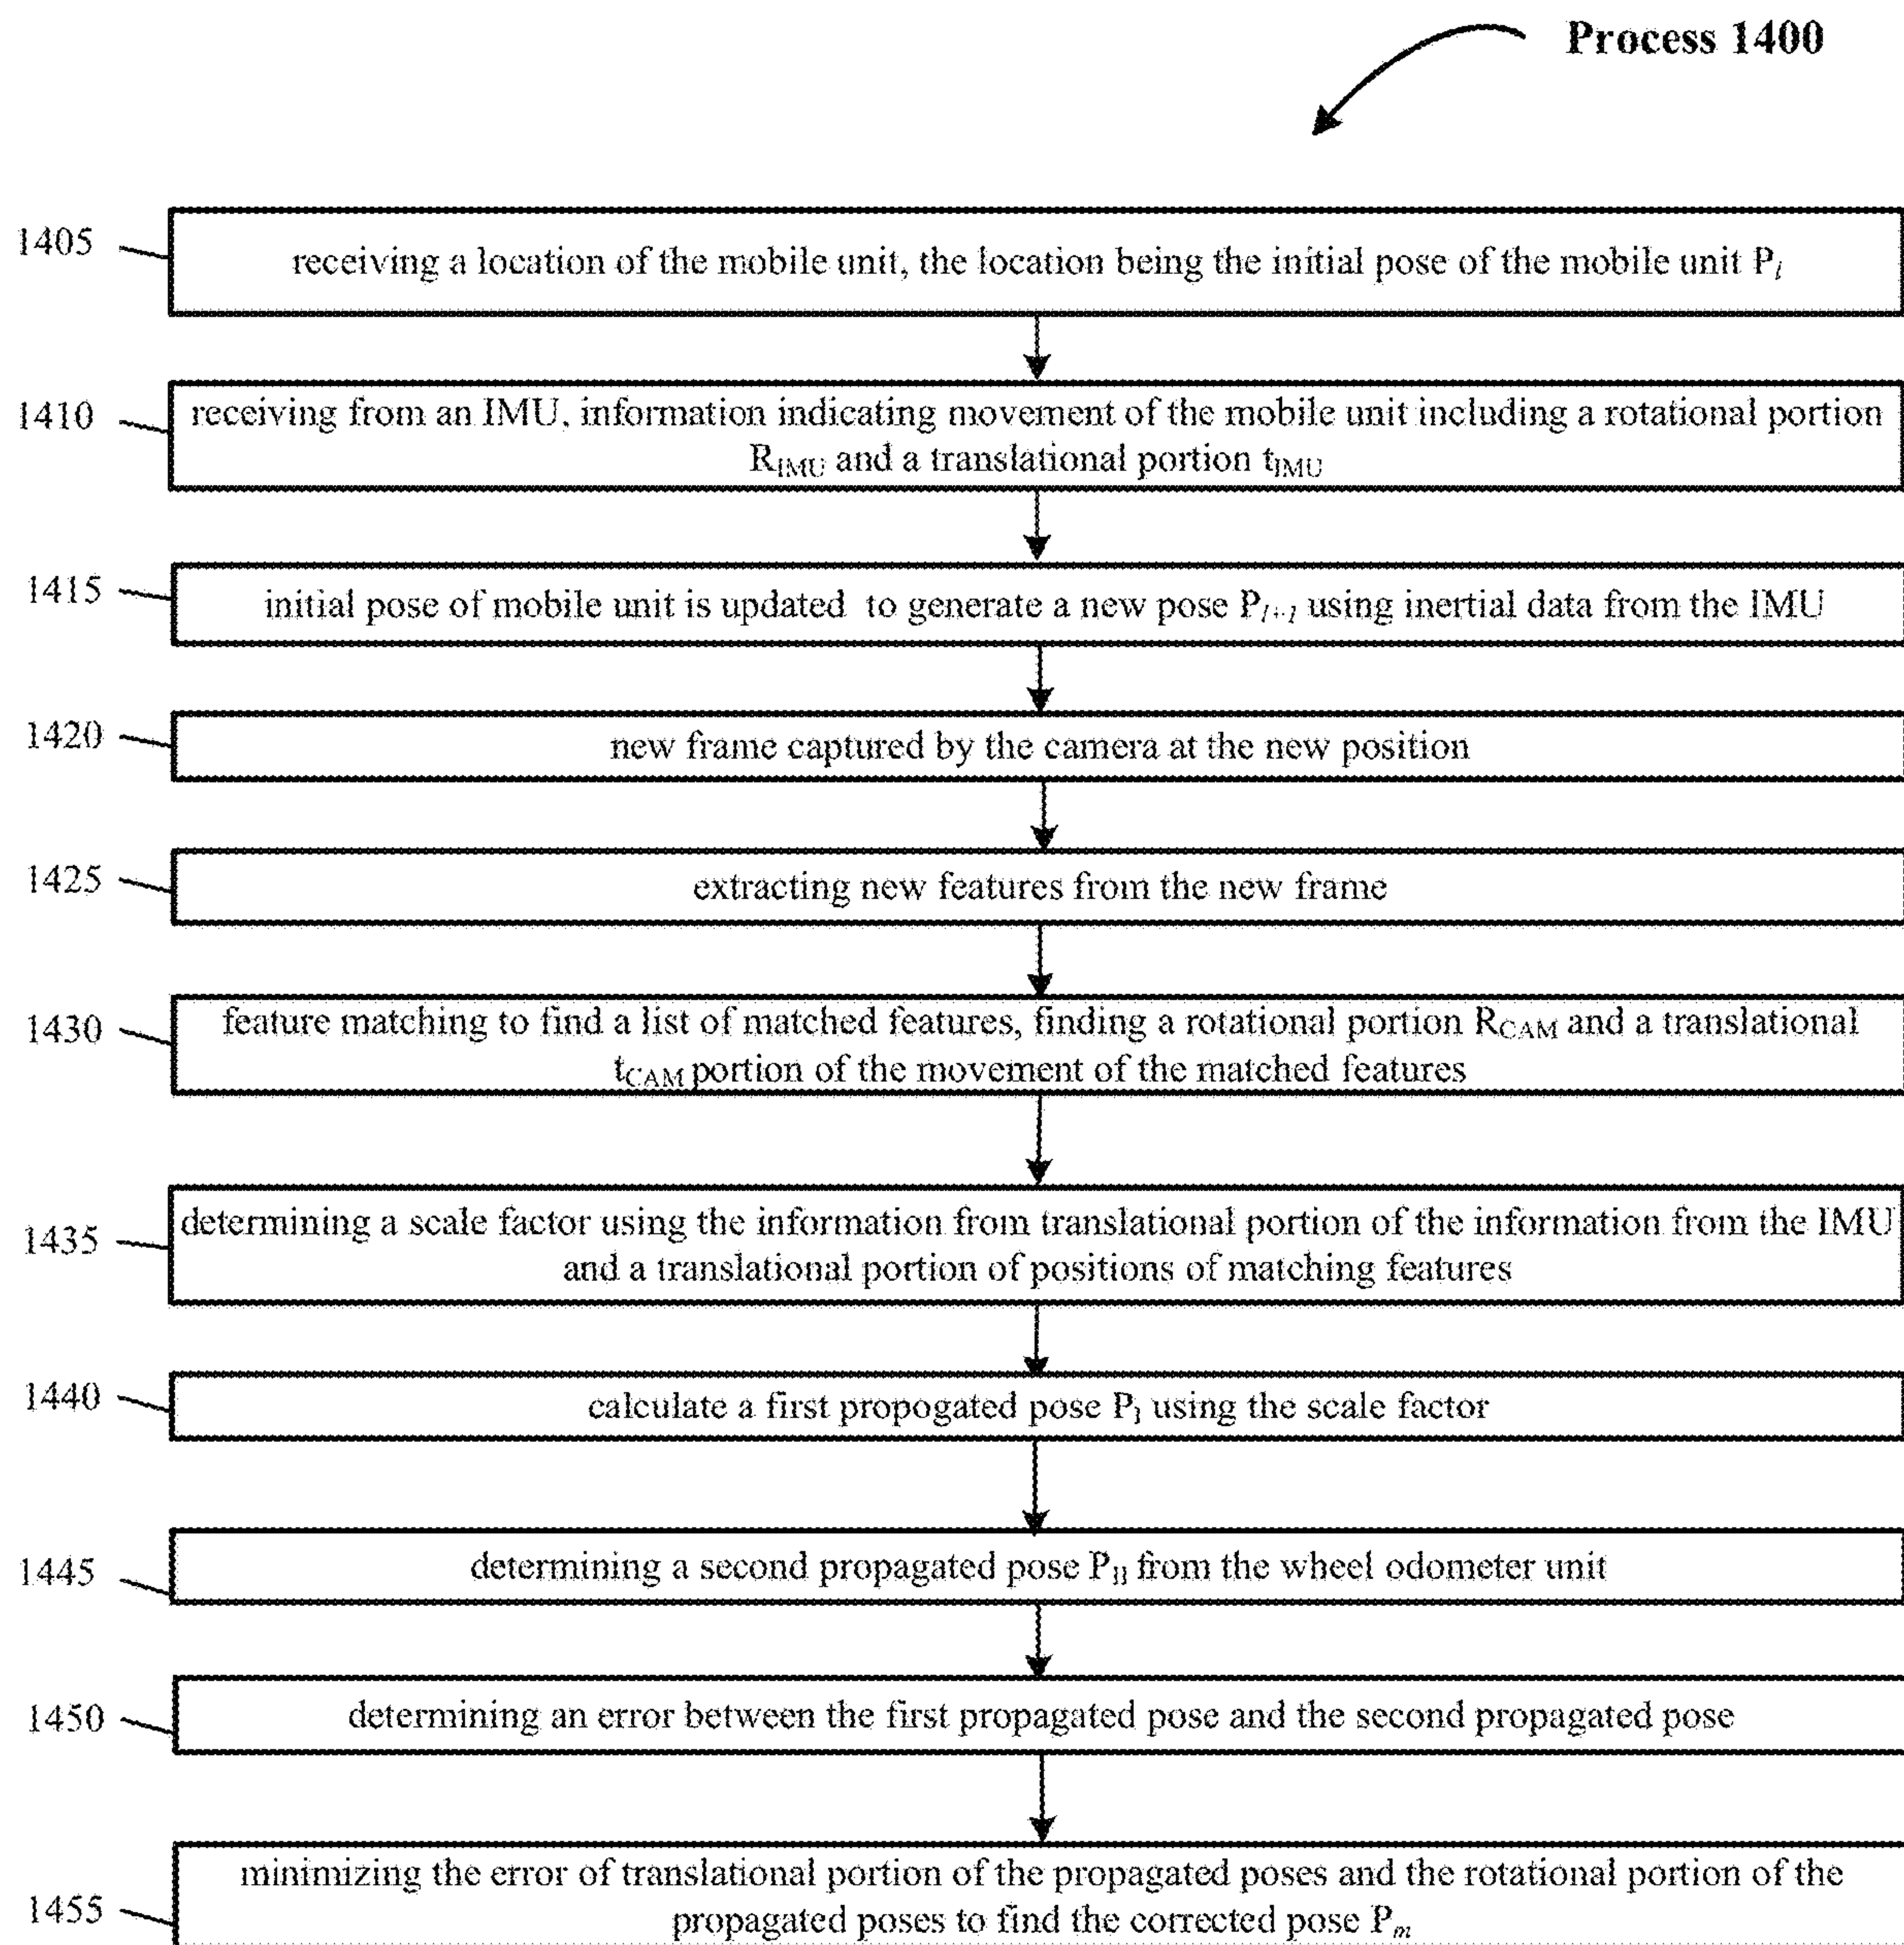 Process 1400
1405
receiving a location of the mobile unit, the location being the initial pose of the mobile unit Pₗ
1410
receiving from an IMU, information indicating movement of the mobile unit including a rotational portion
R_IMU and a translational portion t_IMU
1415
initial pose of mobile unit is updated to generate a new pose P_l+1 using inertial data from the IMU
1420
new frame captured by the camera at the new position
1425
extracting new features from the new frame
1430
feature matching to find a list of matched features, finding a rotational portion R_CAM and a translational
t_CAM portion of the movement of the matched features
1435
determining a scale factor using the information from translational portion of the information from the IMU
and a translational portion of positions of matching features
1440
calculate a first propogated pose P_I using the scale factor
1445
determining a second propagated pose P_II from the wheel odometer unit
1450
determining an error between the first propagated pose and the second propagated pose
1455
minimizing the error of translational portion of the propagated poses and the rotational portion of the
propagated poses to find the corrected pose P_m